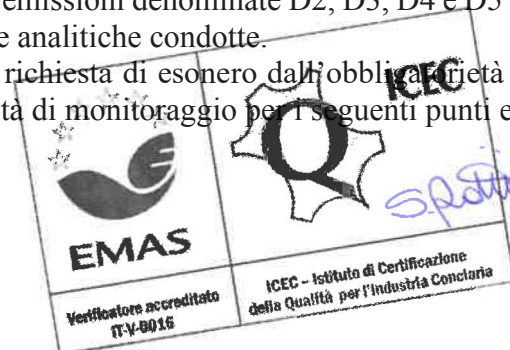 emissioni denominate D2, D3, D4 e D5
e analitiche condotte.
richiesta di esonero dall'obbligatorietà
tà di monitoraggio per i seguenti punti e
ICEC
Q
EMAS
Verificatore accreditato
IT-V-0016
ICEC – Istituto di Certificazione
della Qualità per l'Industria Conciaria